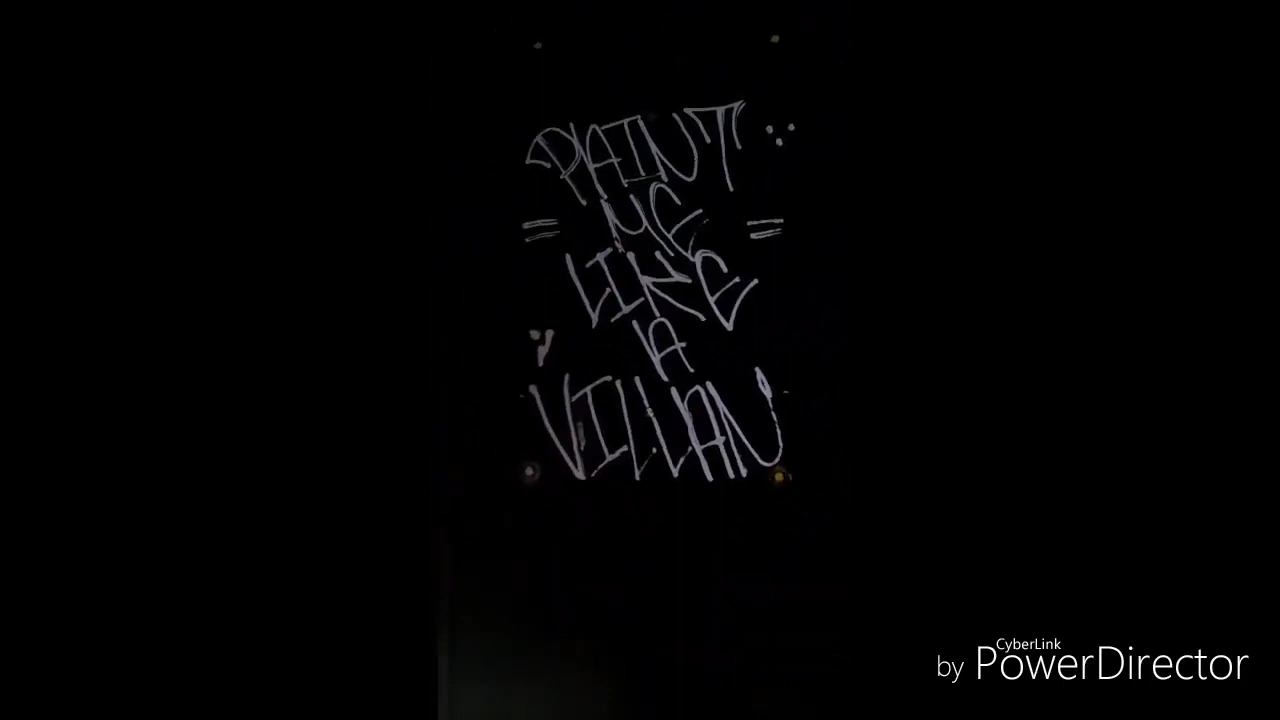 PAINT
= ME =
LIKE
A
VILLAN
CyberLink
by PowerDirector